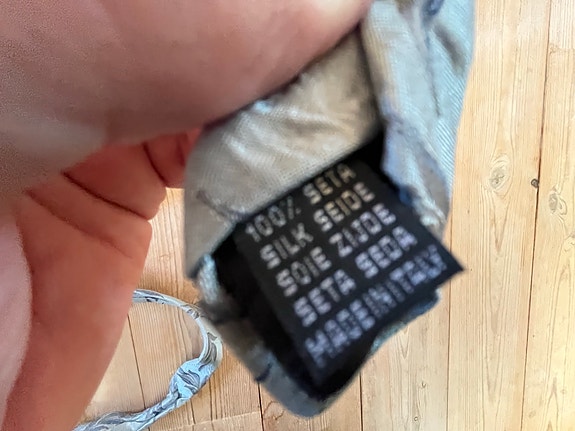 100% SETA
SILK SEIDE
SOIE ZIJDE
SETA SEDA
MADE IN ITALY